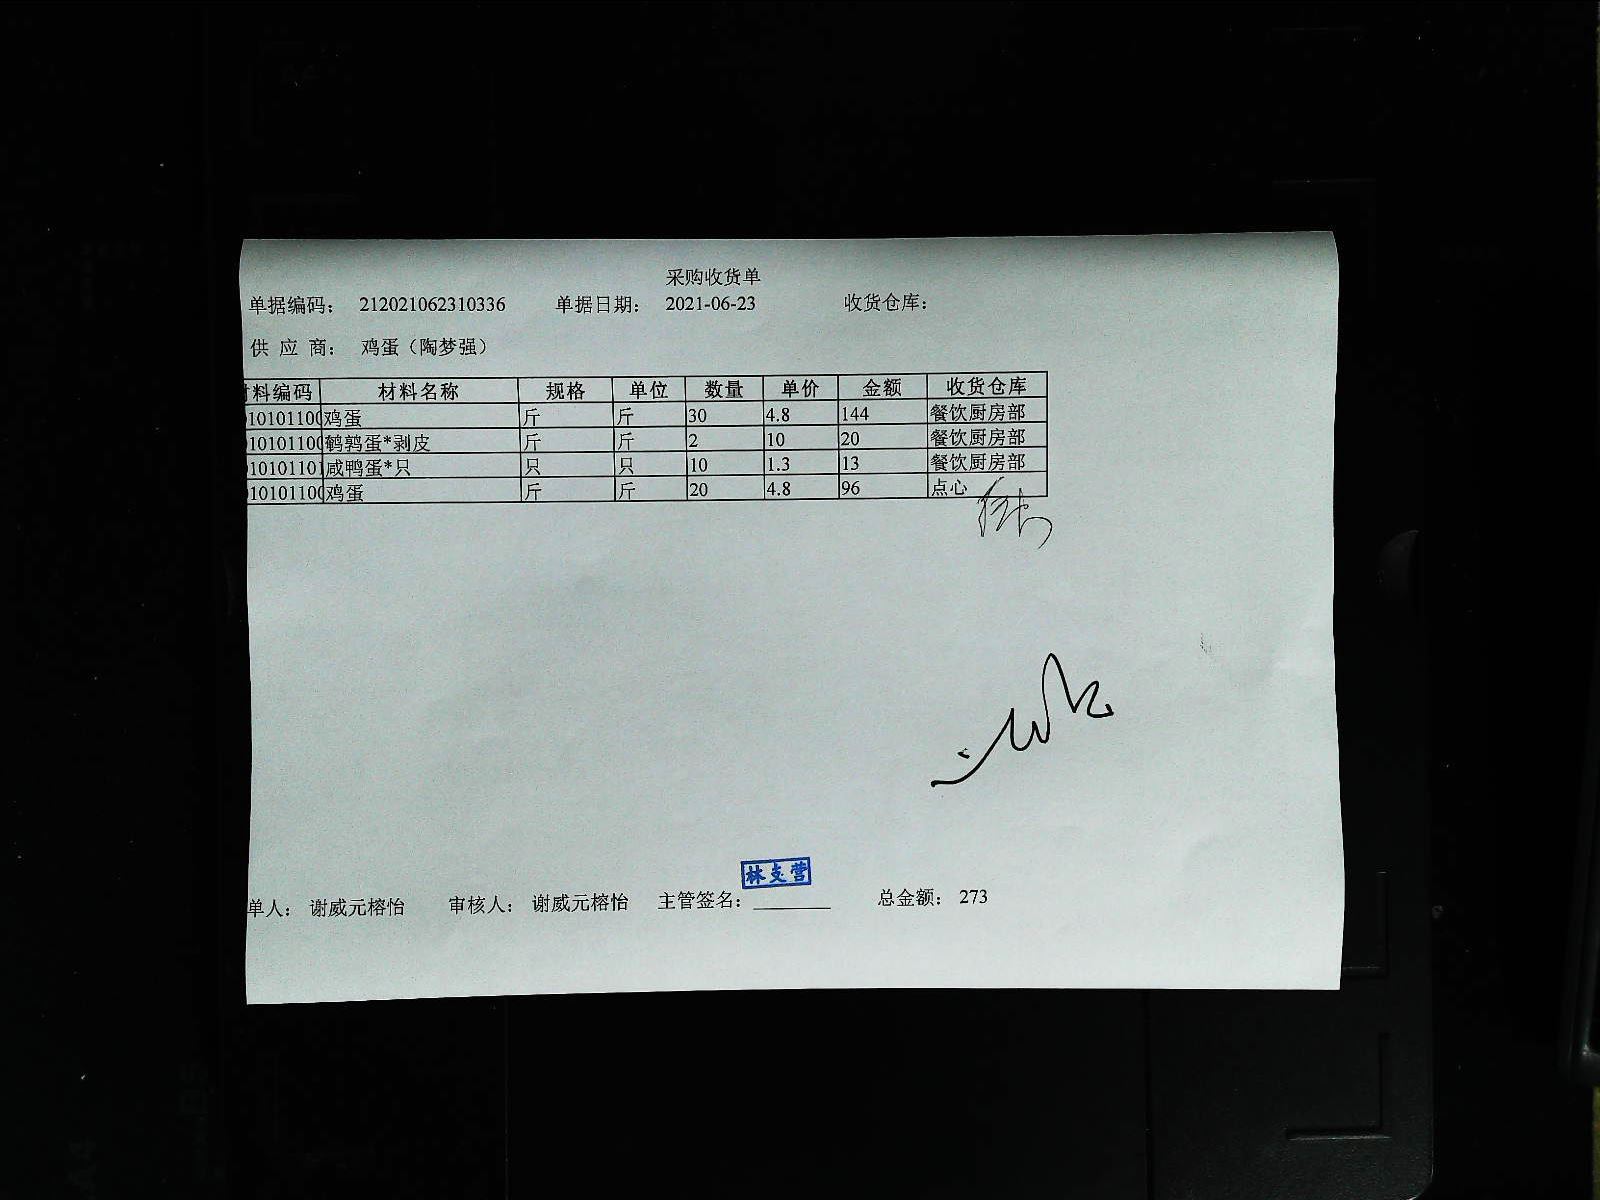 采购收货单
单据编码： 212021062310336 单据日期： 2021-06-23 收货仓库：
供 应 商： 鸡蛋（陶梦强）
料编码 材料名称 规格 单位 数量 单价 金额 收货仓库
10101100 鸡蛋 斤 斤 30 4.8 144 餐饮厨房部
10101100 鹌鹑蛋*剥皮 斤 斤 2 10 20 餐饮厨房部
10101101 咸鸭蛋*只 只 只 10 1.3 13 餐饮厨房部
10101100 鸡蛋 斤 斤 20 4.8 96 点心
林支营
单人： 谢威元榕怡 审核人： 谢威元榕怡 主管签名： 总金额： 273